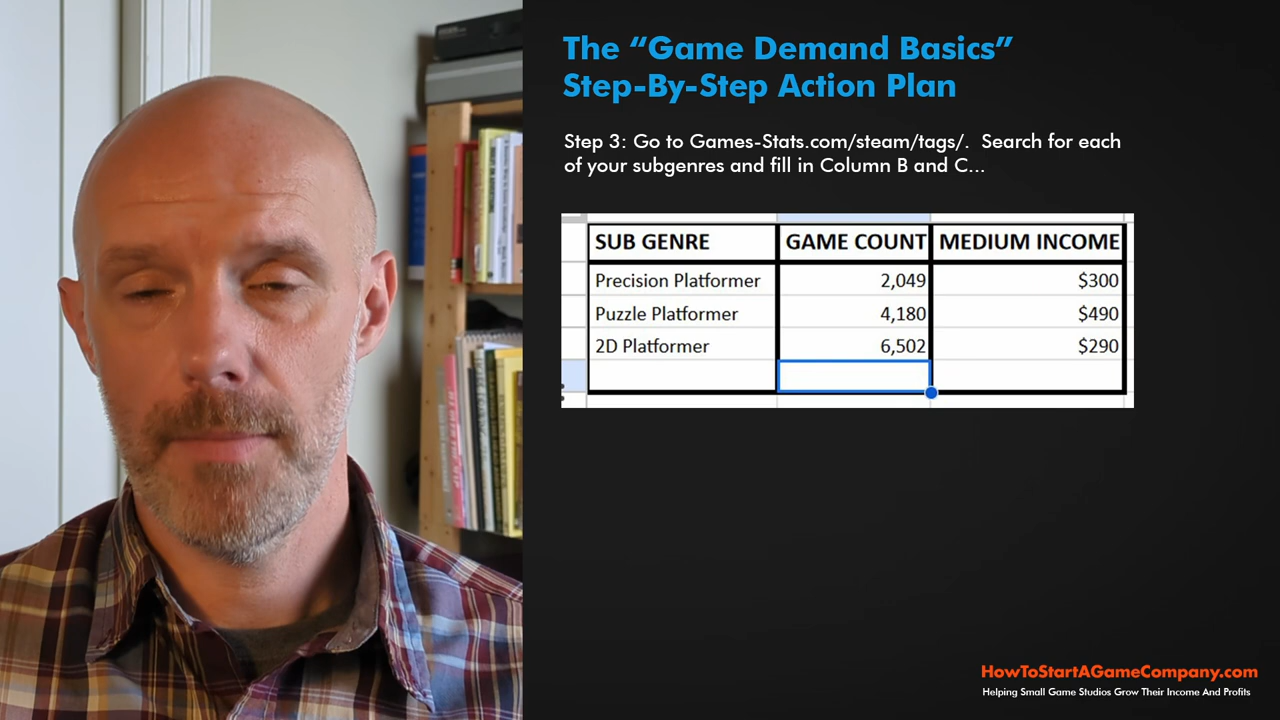 The “Game Demand Basics”
Step-By-Step Action Plan
Step 3: Go to Games-Stats.com/steam/tags/.  Search for each
of your subgenres and fill in Column B and C...
SUB GENRE GAME COUNT MEDIUM INCOME
Precision Platformer 2,049 $300
Puzzle Platformer 4,180 $490
2D Platformer 6,502 $290
HowToStartAGameCompany.com
Helping Small Game Studios Grow Their Income And Profits